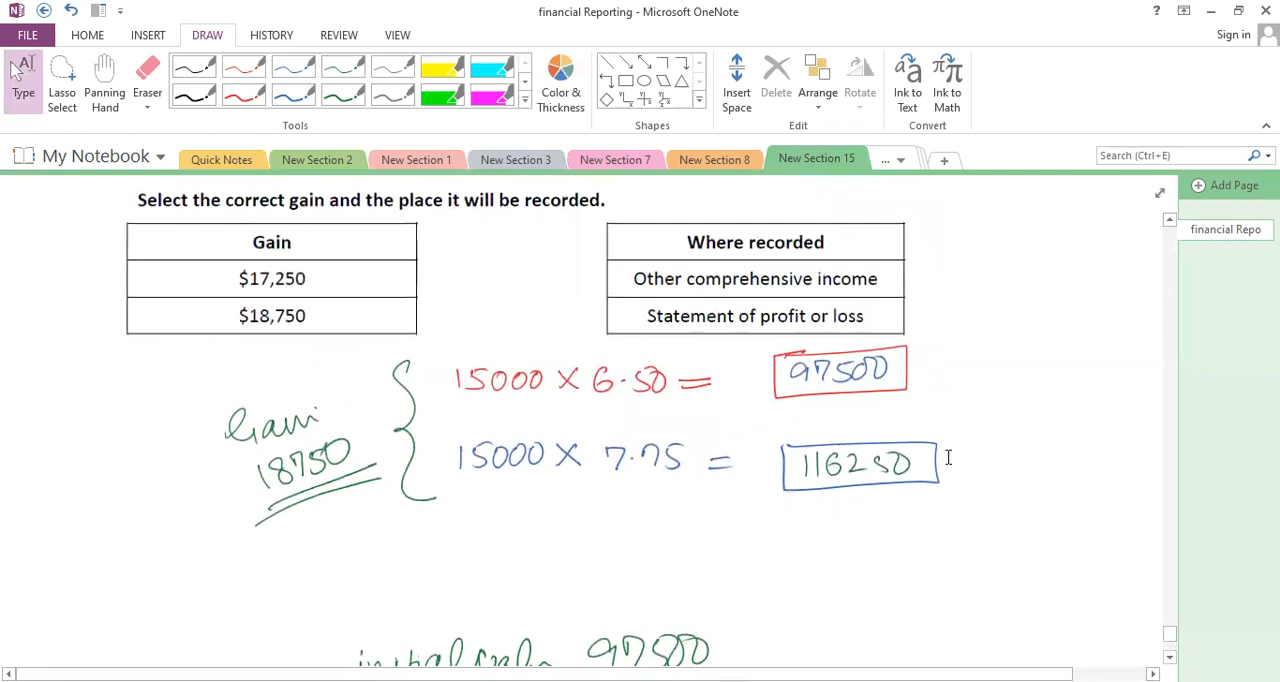 financial Reporting - Microsoft OneNote
?
FILE HOME INSERT DRAW HISTORY REVIEW VIEW
Sign in
Type
Lasso Select
Panning Hand
Eraser
Color & Thickness
Insert Space
Delete
Arrange
Rotate
Ink to Text
Ink to Math
Tools
Shapes
Edit
Convert
My Notebook
Quick Notes
New Section 2
New Section 1
New Section 3
New Section 7
New Section 8
New Section 15
...
Search (Ctrl+E)
Add Page
financial Repo
Select the correct gain and the place it will be recorded.
Gain Where recorded
$17,250 Other comprehensive income
$18,750 Statement of profit or loss
15000 X 6.50 = 97500
Gain
18750
15000 X 7.75 = 116250
97500